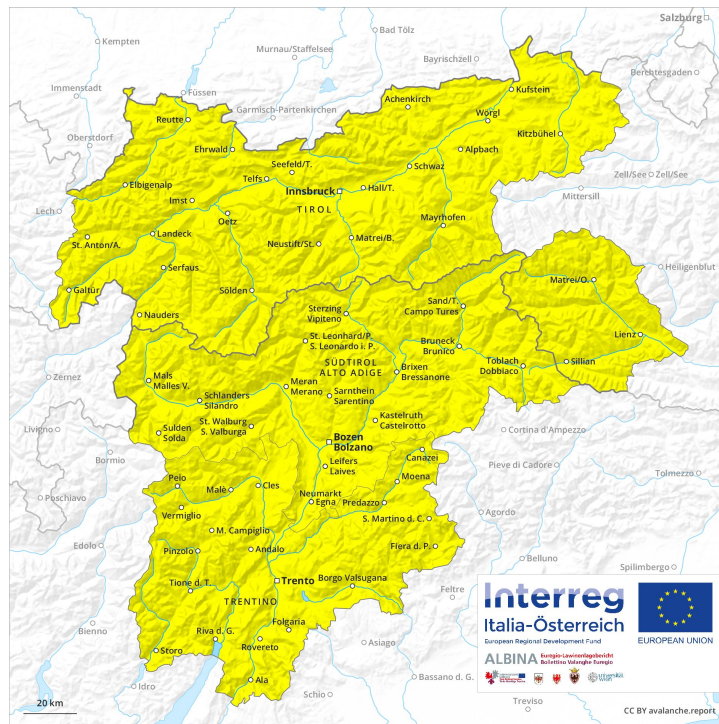 Salzburg
Bad Tölz
Kempten
Murnau/Staffelsee
Bayrischzell
Berchtesgaden
Immenstadt
Füssen
Garmisch-Partenkirchen
Achenkirch
Kufstein
Reutte
Wörgl
Kitzbühel
Oberstdorf
Ehrwald
Seefeld/T.
Schwaz
Alpbach
Telfs
Innsbruck
Hall/T.
Zell/See
Zell/See
Elbigenalp
Imst
TIROL
Mittersill
Lech
Oetz
Mayrhofen
St. Anton/A.
Landeck
Neustift/St.
Matrei/B.
Serfaus
Heiligenblut
Galtür
Sölden
Matrei/O.
Nauders
Sterzing
Vipiteno
Sand/T.
Campo Tures
Lienz
St. Leonhard/P.
S. Leonardo i. P.
Bruneck
Brunico
SÜDTIROL
ALTO ADIGE
Brixen
Bressanone
Toblach
Dobbiaco
Sillian
Zernez
Mals
Malles V.
Meran
Merano
Schlanders
Silandro
Sarnthein
Sarentino
St. Walburg
S. Valburga
Kastelruth
Castelrotto
Livigno
Sulden
Solda
Bozen
Bolzano
Cortina d'Ampezzo
Bormio
Canazei
Pieve di Cadore
Leifers
Laives
Tolmezzo
Peio
Malè
Cles
Moena
Poschiavo
Neumarkt
Egna
Predazzo
Vermiglio
Agordo
S. Martino d. C.
M. Campiglio
Edolo
Pinzolo
Andalo
Fiera d. P.
Belluno
Spilimbergo
Trento
Borgo Valsugana
Tione d. T.
Feltre
TRENTINO
Folgaria
Bienno
Riva d. G.
Rovereto
Asiago
Storo
Ala
Bassano d. G.
Idro
Schio
Treviso
20 km
Interreg
Italia-Österreich
European Regional Development Fund
EUROPEAN UNION
ALBINA
Euregio-Lawinenlagebericht
Bollettino Valanghe Euregio
universität
wien
CC BY avalanche.report